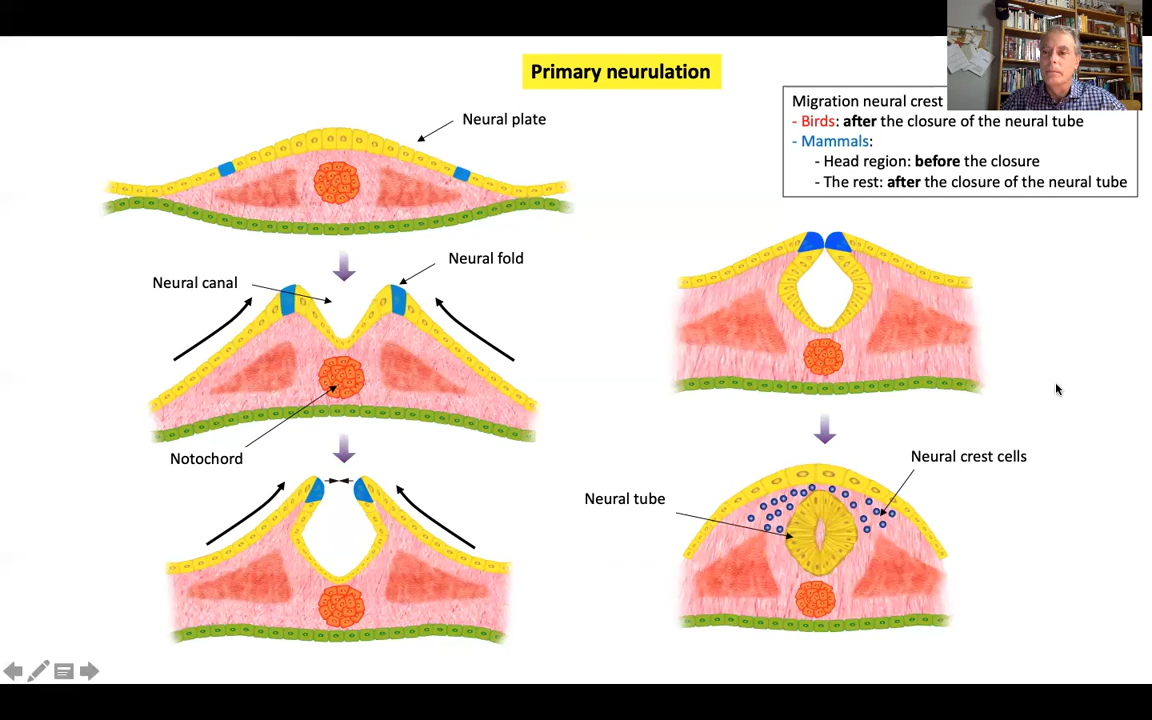 Primary neurulation
Neural plate
Migration neural crest
- Birds: after the closure of the neural tube
- Mammals:
- Head region: before the closure
- The rest: after the closure of the neural tube
Neural fold
Neural canal
Notochord
Neural crest cells
Neural tube